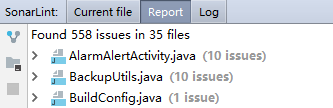 SonarLint: Current file Report Log
Found 558 issues in 35 files
AlarmAlertActivity.java (10 issues)
BackupUtils.java (10 issues)
BuildConfig.java (1 issue)